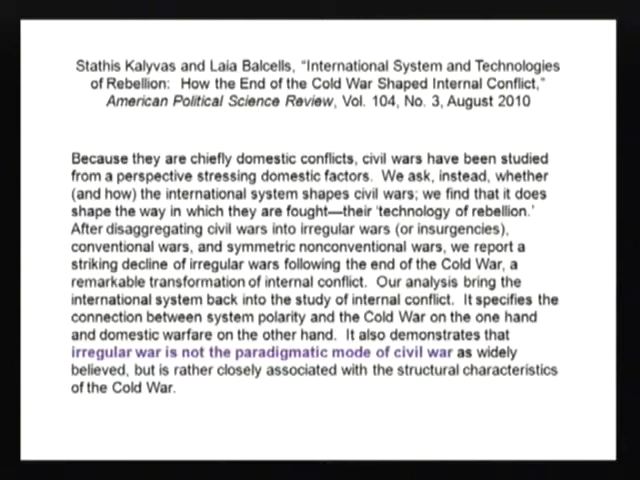 Stathis Kalyvas and Laia Balcells, "International System and Technologies
of Rebellion:  How the End of the Cold War Shaped Internal Conflict,"
American Political Science Review, Vol. 104, No. 3, August 2010
Because they are chiefly domestic conflicts, civil wars have been studied
from a perspective stressing domestic factors.  We ask, instead, whether
(and how) the international system shapes civil wars; we find that it does
shape the way in which they are fought—their 'technology of rebellion.'
After disaggregating civil wars into irregular wars (or insurgencies),
conventional wars, and symmetric nonconventional wars, we report a
striking decline of irregular wars following the end of the Cold War, a
remarkable transformation of internal conflict.  Our analysis bring the
international system back into the study of internal conflict.  It specifies the
connection between system polarity and the Cold War on the one hand
and domestic warfare on the other hand.  It also demonstrates that
irregular war is not the paradigmatic mode of civil war as widely
believed, but is rather closely associated with the structural characteristics
of the Cold War.